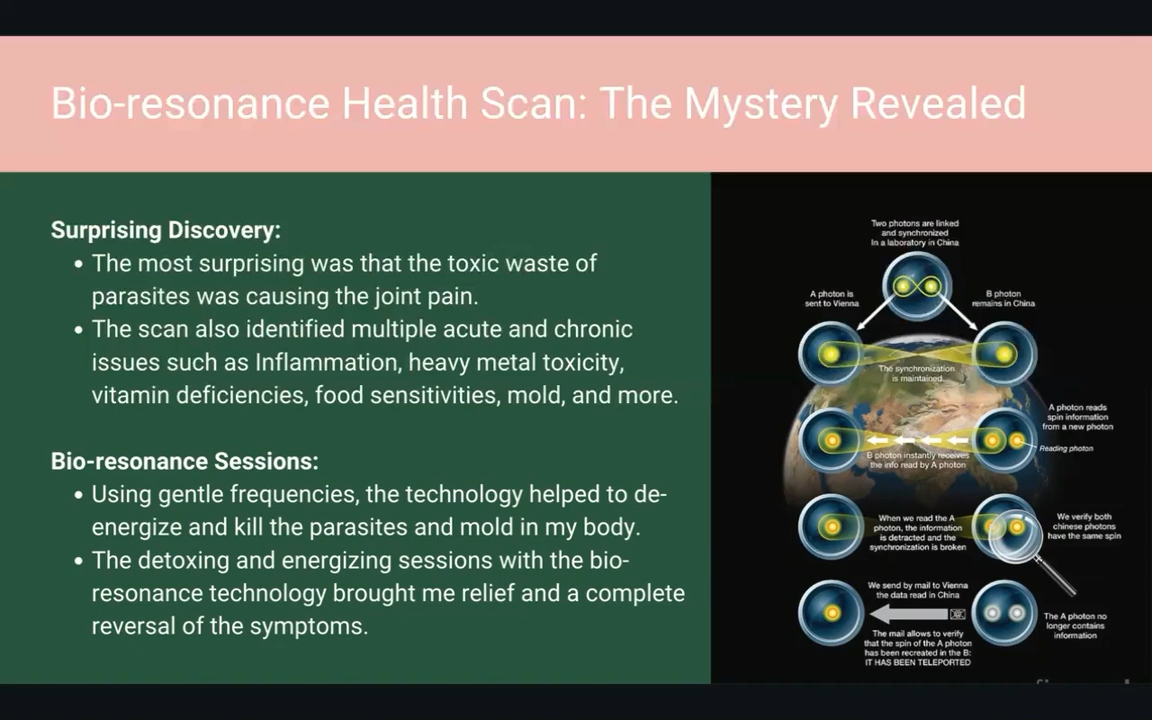 Bio-resonance Health Scan: The Mystery Revealed
Surprising Discovery:
• The most surprising was that the toxic waste of
parasites was causing the joint pain.
• The scan also identified multiple acute and chronic
issues such as Inflammation, heavy metal toxicity,
vitamin deficiencies, food sensitivities, mold, and more.
Bio-resonance Sessions:
• Using gentle frequencies, the technology helped to de-
energize and kill the parasites and mold in my body.
• The detoxing and energizing sessions with the bio-
resonance technology brought me relief and a complete
reversal of the symptoms.
Two photons are linked
and synchronized
In a laboratory in China
A photon is
sent to Vienna
B photon
remains in China
The synchronization
is maintained.
A photon reads
spin information
from a new photon
Reading photon
B photon instantly receives
the info read by A photon
When we read the A
photon, the information
is detracted and the
synchronization is broken
We verify both
chinese photons
have the same spin
We send by mail to Vienna
the data read in China
The A photon no
longer contains
information
The mail allows to verify
that the spin of the A photon
has been recreated in the B:
IT HAS BEEN TELEPORTED